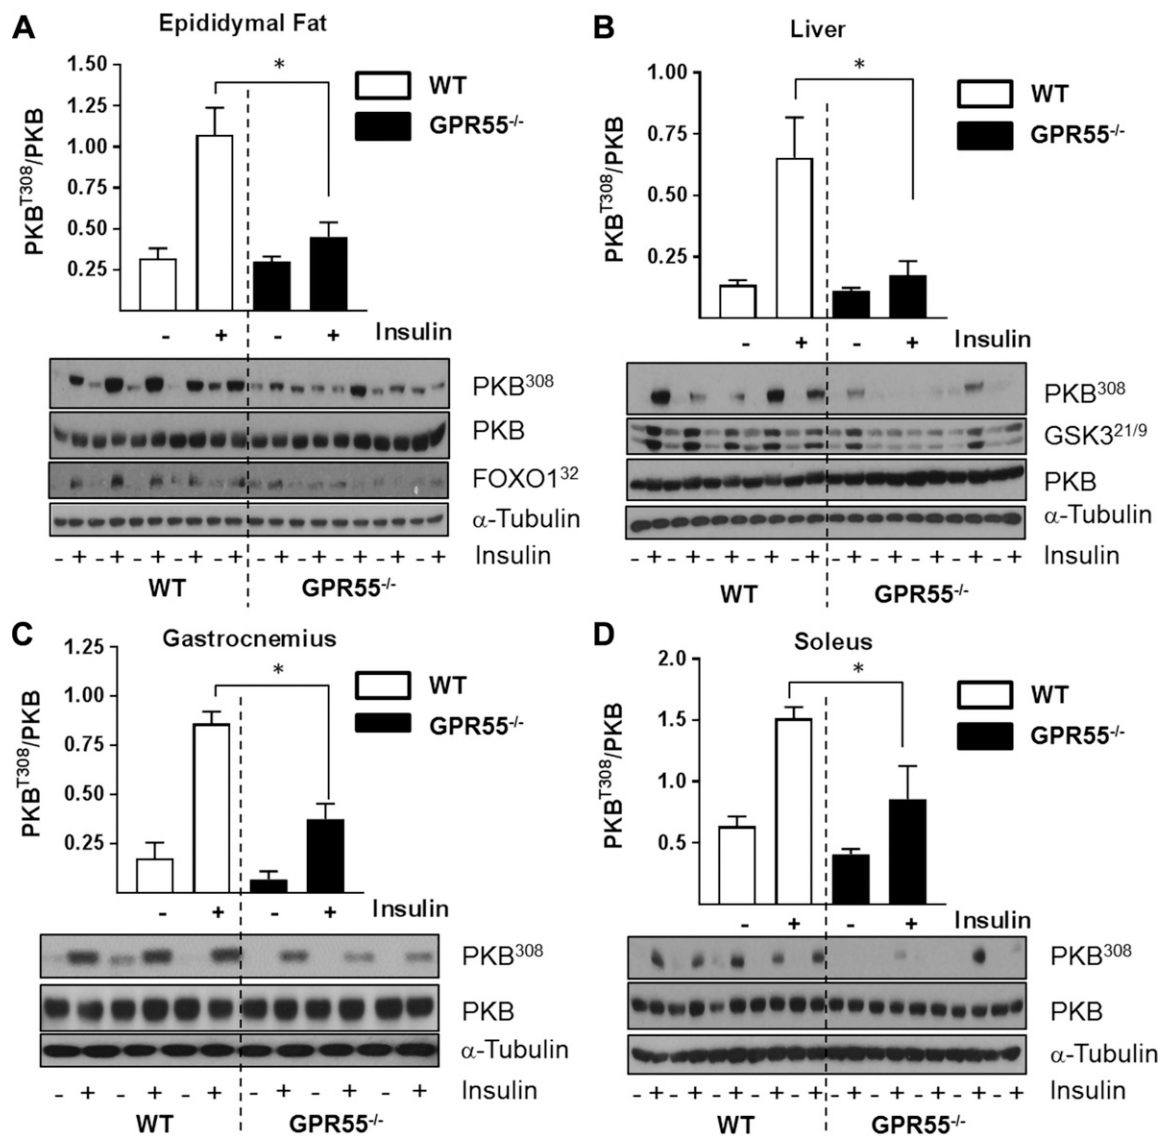 A
Epididymal Fat
PKB^T308/PKB
1.50
1.25
1.00
0.75
0.50
0.25
*
WT
GPR55-/-
- + - + Insulin
PKB308
PKB
FOXO132
α-Tubulin
- + - + - + - + - + - + - + - + - + - + Insulin
WT GPR55-/-
B
Liver
PKBT308/PKB
1.00
0.75
0.50
0.25
*
WT
GPR55-/-
- + - + Insulin
PKB308
GSK321/9
PKB
α-Tubulin
- + - + - + - + - + - + - + - + - + - + Insulin
WT GPR55-/-
C
Gastrocnemius
PKBT308/PKB
1.25
1.00
0.75
0.50
0.25
*
WT
GPR55-/-
- + - + Insulin
PKB308
PKB
α-Tubulin
- + - + - + - + - + - + Insulin
WT GPR55-/-
D
Soleus
PKBT308/PKB
2.0
1.5
1.0
0.5
*
WT
GPR55-/-
- + - + Insulin
PKB308
PKB
α-Tubulin
- + - + - + - + - + - + - + - + - + - + Insulin
WT GPR55-/-